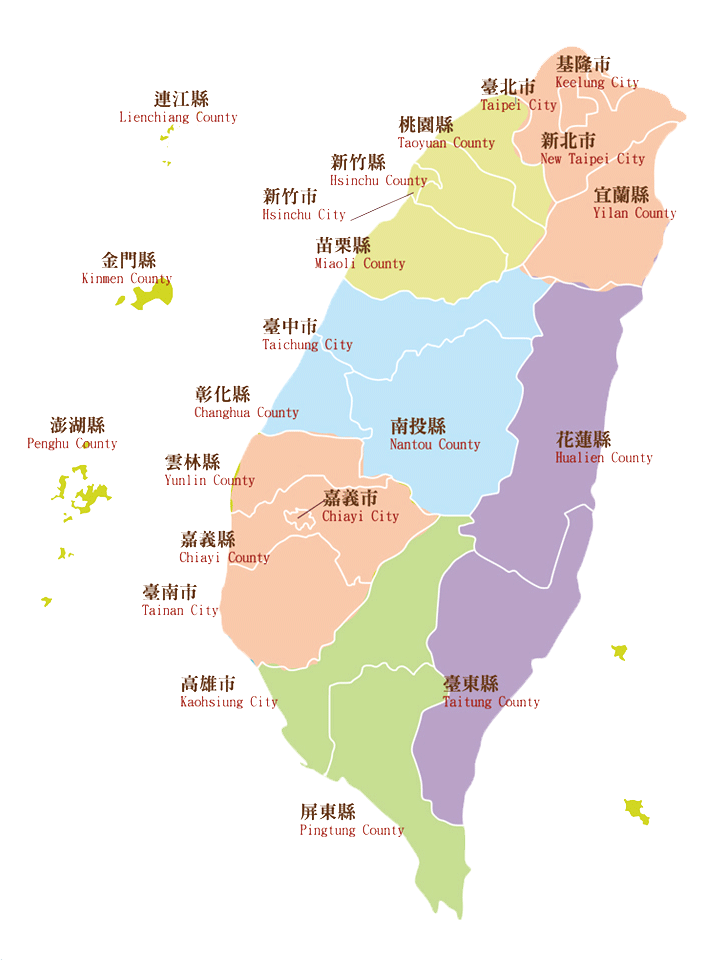 基隆市
Keelung City
臺北市
Taipei City
連江縣
Lienchiang County
桃園縣
Taoyuan County
新北市
New Taipei City
新竹縣
Hsinchu County
新竹市
Hsinchu City
宜蘭縣
Yilan County
苗栗縣
Miaoli County
金門縣
Kinmen County
臺中市
Taichung City
彰化縣
Changhua County
澎湖縣
Penghu County
南投縣
Nantou County
花蓮縣
Hualien County
雲林縣
Yunlin County
嘉義市
Chiayi City
嘉義縣
Chiayi County
臺南市
Tainan City
高雄市
Kaohsiung City
臺東縣
Taitung County
屏東縣
Pingtung County